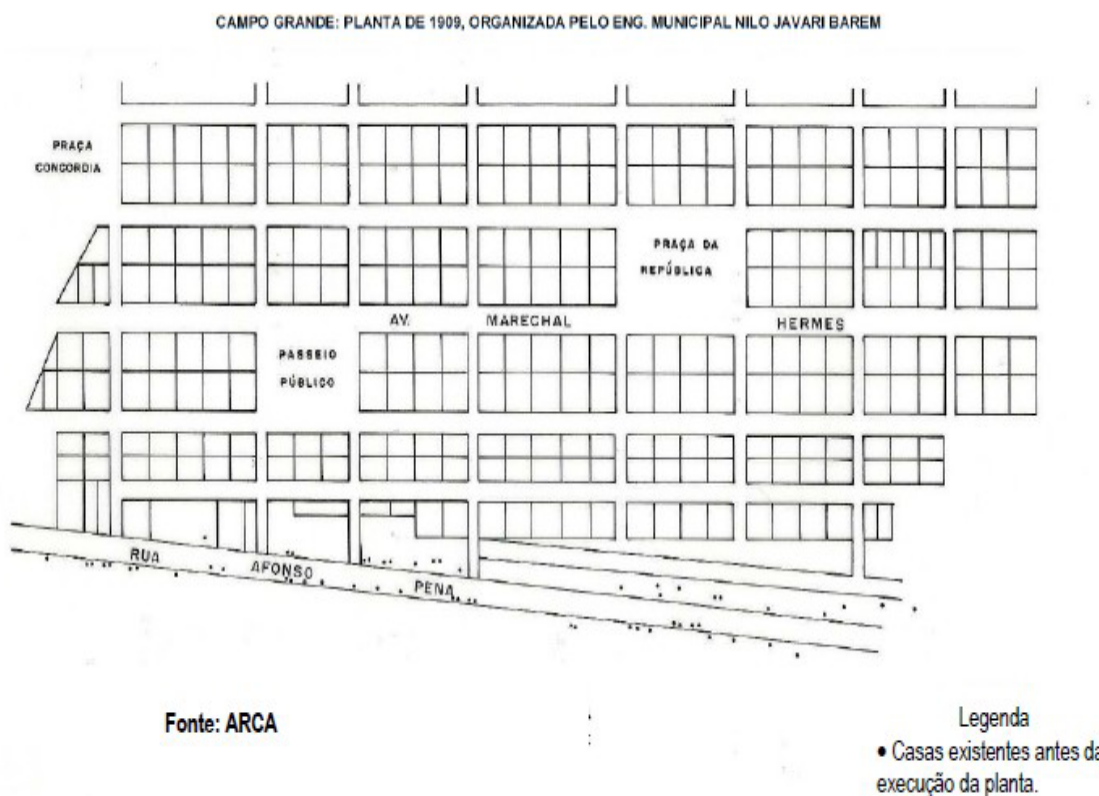 CAMPO GRANDE: PLANTA DE 1909, ORGANIZADA PELO ENG. MUNICIPAL NILO JAVARI BAREM
PRAÇA
CONCORDIA
PRAÇA DA
REPÚBLICA
AV. MARECHAL HERMES
PASSEIO
PÚBLICO
RUA AFONSO PENA
Fonte: ARCA
Legenda
• Casas existentes antes da
execução da planta.